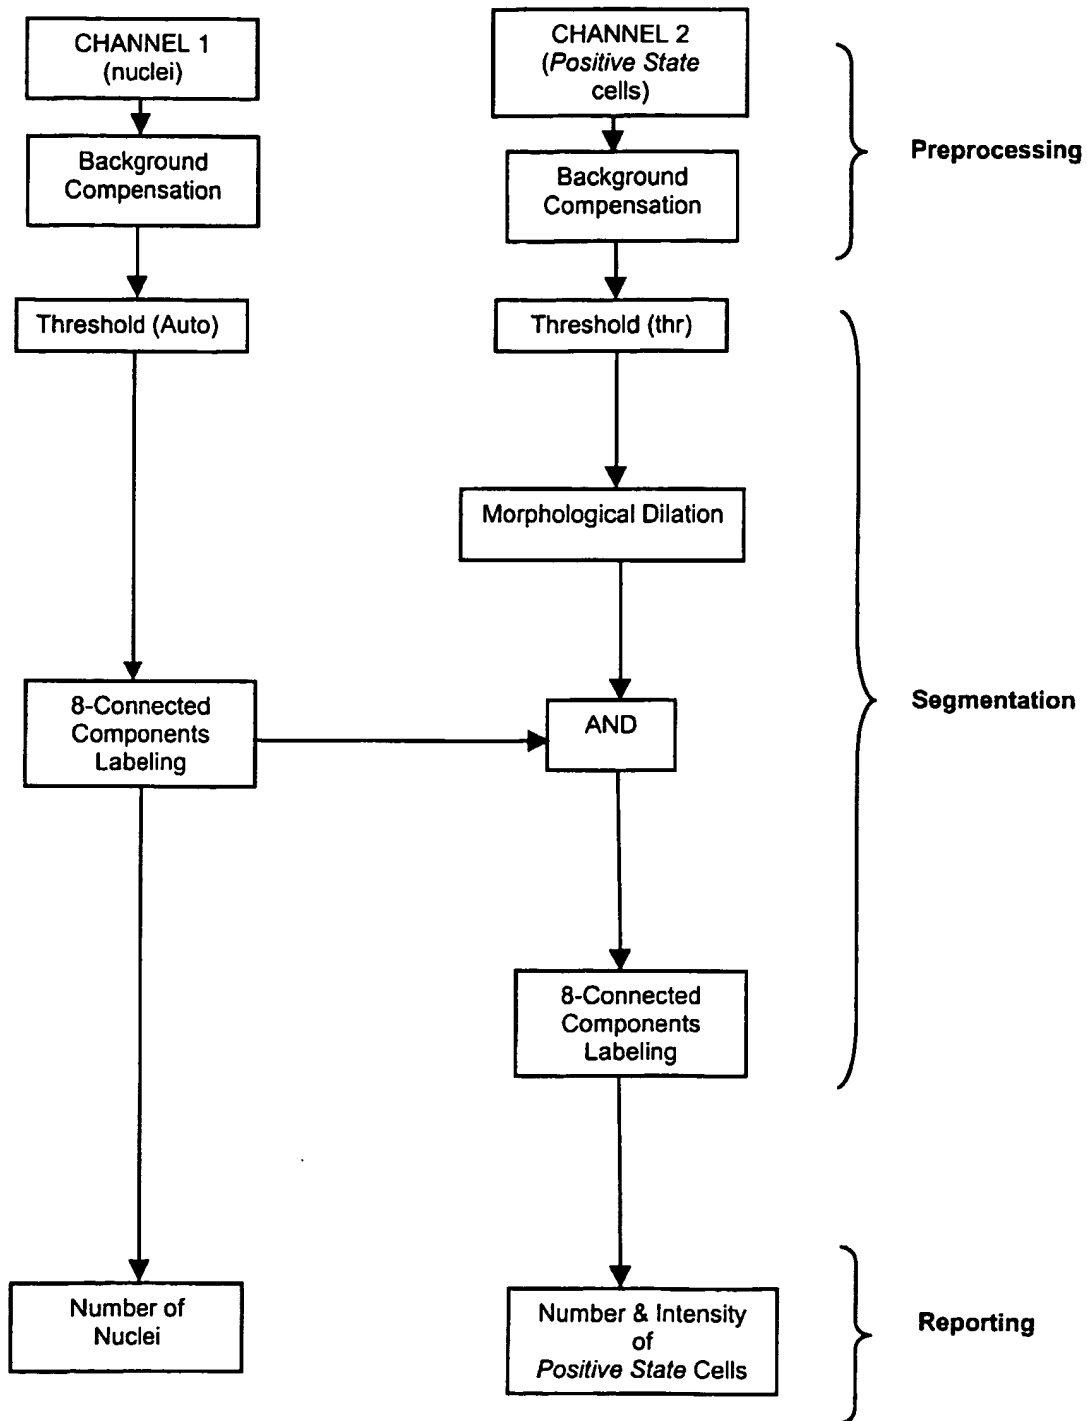 CHANNEL 1
(nuclei)
CHANNEL 2
(Positive State
cells)
Background
Compensation
Background
Compensation
Preprocessing
Threshold (Auto)
Threshold (thr)
Morphological Dilation
8-Connected
Components
Labeling
AND
Segmentation
8-Connected
Components
Labeling
Number of
Nuclei
Number & Intensity
of
Positive State Cells
Reporting